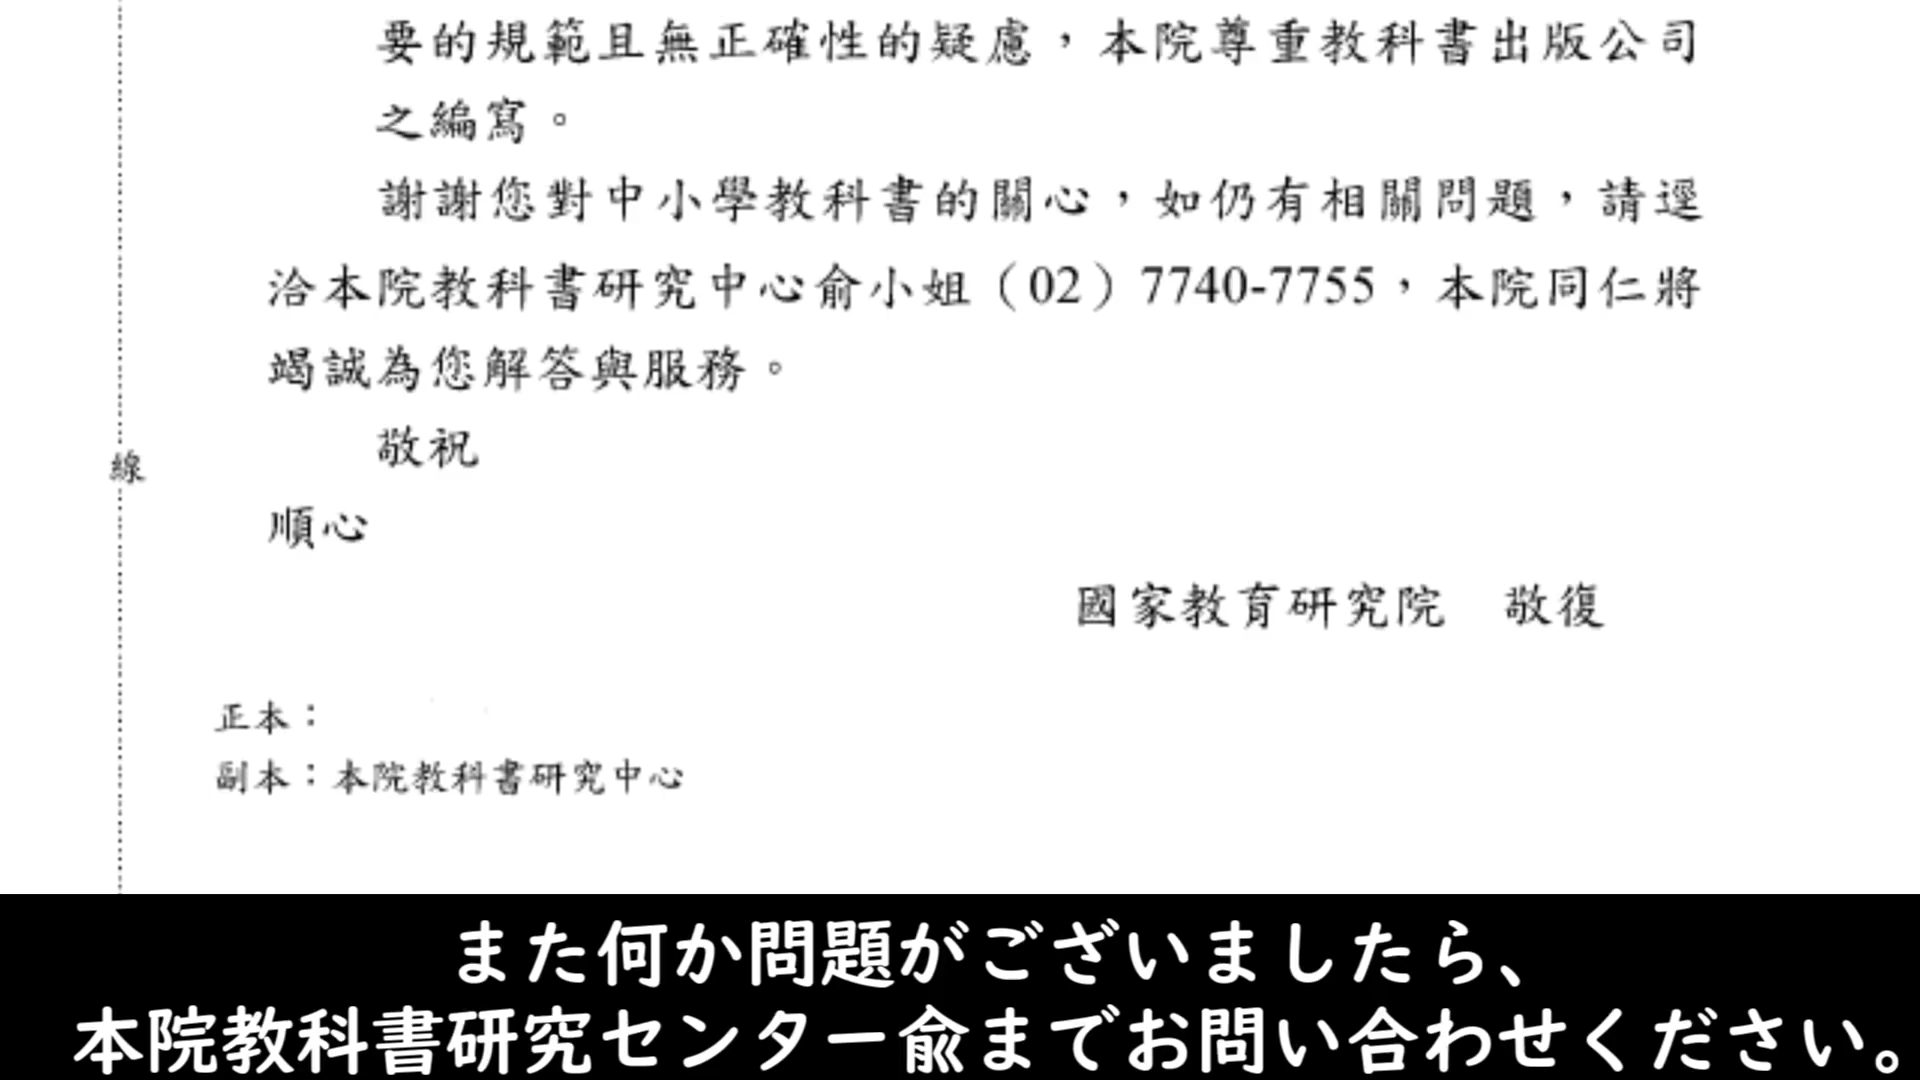 要的規範且無正確性的疑慮，本院尊重教科書出版公司
之編寫。
謝謝您對中小學教科書的關心，如仍有相關問題，請逕
洽本院教科書研究中心俞小姐（02）7740-7755，本院同仁將
竭誠為您解答與服務。
敬祝
線
順心
國家教育研究院　敬復
正本：
副本：本院教科書研究中心
また何か問題がございましたら、
本院教科書研究センター兪までお問い合わせください。